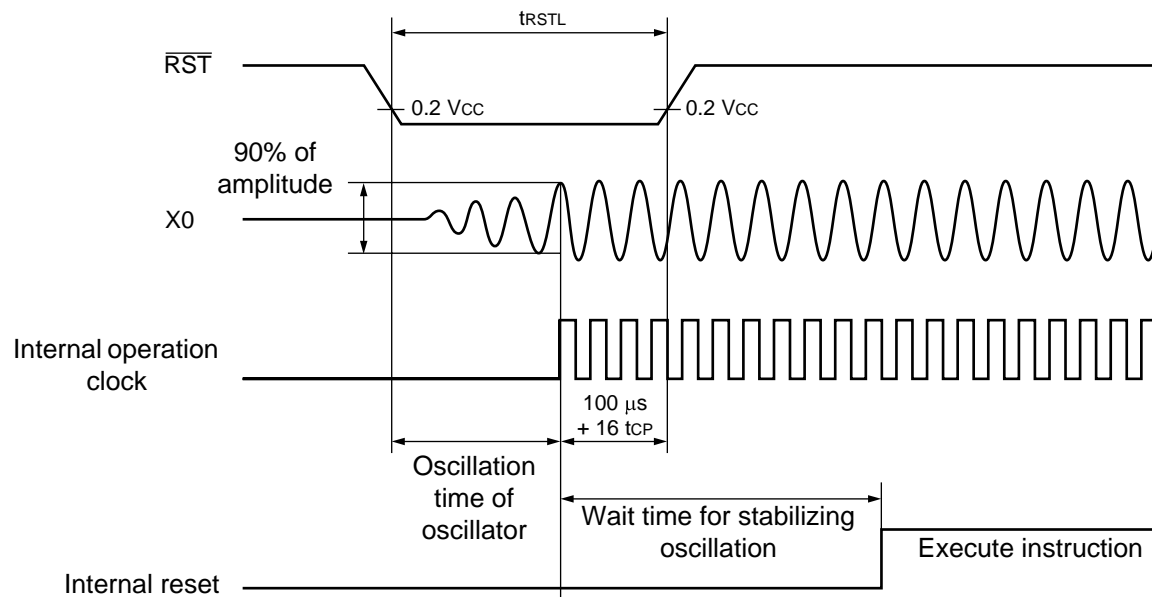 tRSTL
RST
0.2 VCC
0.2 VCC
90% of
amplitude
X0
Internal operation
clock
100 μs
+ 16 tCP
Oscillation
time of
oscillator
Wait time for stabilizing
oscillation
Execute instruction
Internal reset